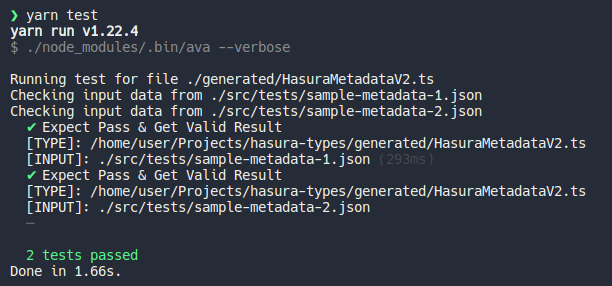 ❯ yarn test
yarn run v1.22.4
$ ./node_modules/.bin/ava --verbose
Running test for file ./generated/HasuraMetadataV2.ts
Checking input data from ./src/tests/sample-metadata-1.json
Checking input data from ./src/tests/sample-metadata-2.json
✔ Expect Pass & Get Valid Result
[TYPE]: /home/user/Projects/hasura-types/generated/HasuraMetadataV2.ts
[INPUT]: ./src/tests/sample-metadata-1.json (293ms)
✔ Expect Pass & Get Valid Result
[TYPE]: /home/user/Projects/hasura-types/generated/HasuraMetadataV2.ts
[INPUT]: ./src/tests/sample-metadata-2.json
─
2 tests passed
Done in 1.66s.